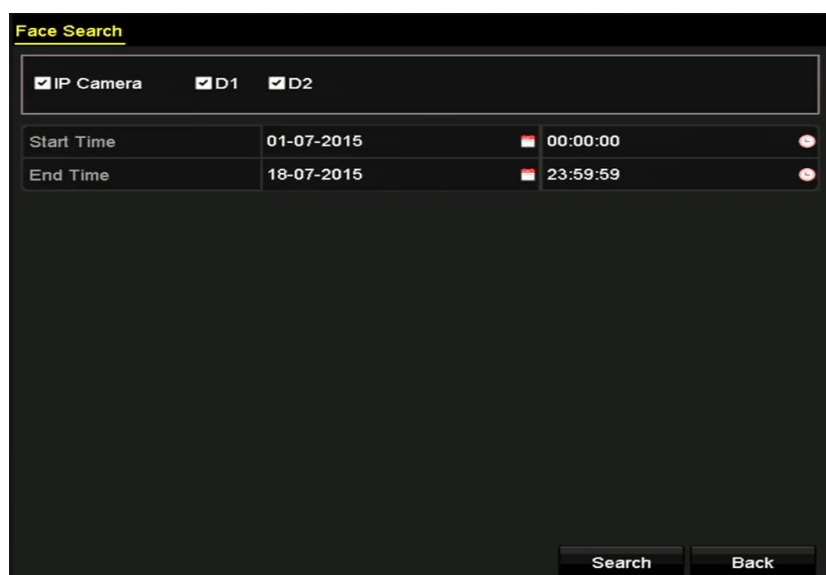 Face Search
IP Camera D1 D2
Start Time 01-07-2015 00:00:00
End Time 18-07-2015 23:59:59
Search Back